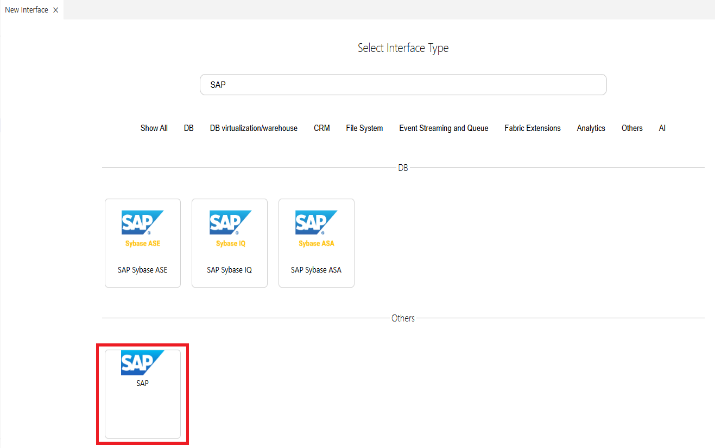 New Interface ×
Select Interface Type
SAP
Show All DB DB virtualization/warehouse CRM File System Event Streaming and Queue Fabric Extensions Analytics Others AI
DB
SAP® SAP® SAP®
Sybase ASE Sybase IQ Sybase ASA
SAP Sybase ASE SAP Sybase IQ SAP Sybase ASA
Others
SAP
SAP